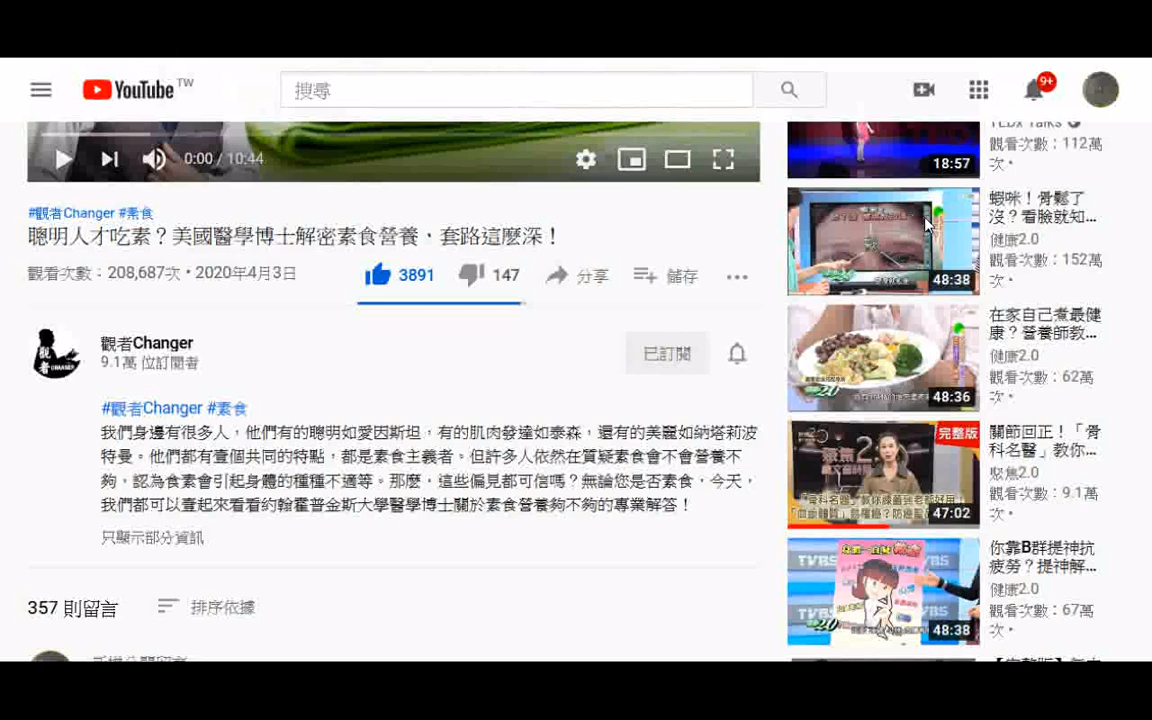 YouTube TW
搜尋
9+
0:00 / 10:44
#觀者Changer #素食
聰明人才吃素？美國醫學博士解密素食營養、套路這麼深！
觀看次數：208,687次・2020年4月3日
3891
147
分享
儲存
觀者Changer
9.1萬 位訂閱者
已訂閱
#觀者Changer #素食
我們身邊有很多人，他們有的聰明如愛因斯坦，有的肌肉發達如泰森，還有的美麗如納塔莉波
特曼。他們都有壹個共同的特點，都是素食主義者。但許多人依然在質疑素食會不會營養不
夠，認為食素會引起身體的種種不適等。那麼，這些偏見都可信嗎？無論您是否素食，今天，
我們都可以壹起來看看約翰霍普金斯大學醫學博士關於素食營養夠不夠的專業解答！
只顯示部分資訊
357 則留言
排序依據
18:57
TEDx Talks
觀看次數：112萬
次・
48:38
蝦咪！骨鬆了
沒？看臉就知...
健康2.0
觀看次數：152萬
次・
48:36
在家自己煮最健
康？營養師教...
健康2.0
觀看次數：62萬
次・
完整版
47:02
關節回正！「骨
科名醫」教你...
聚焦2.0
觀看次數：9.1萬
次・
TVBS
48:38
你靠B群提神抗
疲勞？提神解...
健康2.0
觀看次數：67萬
次・